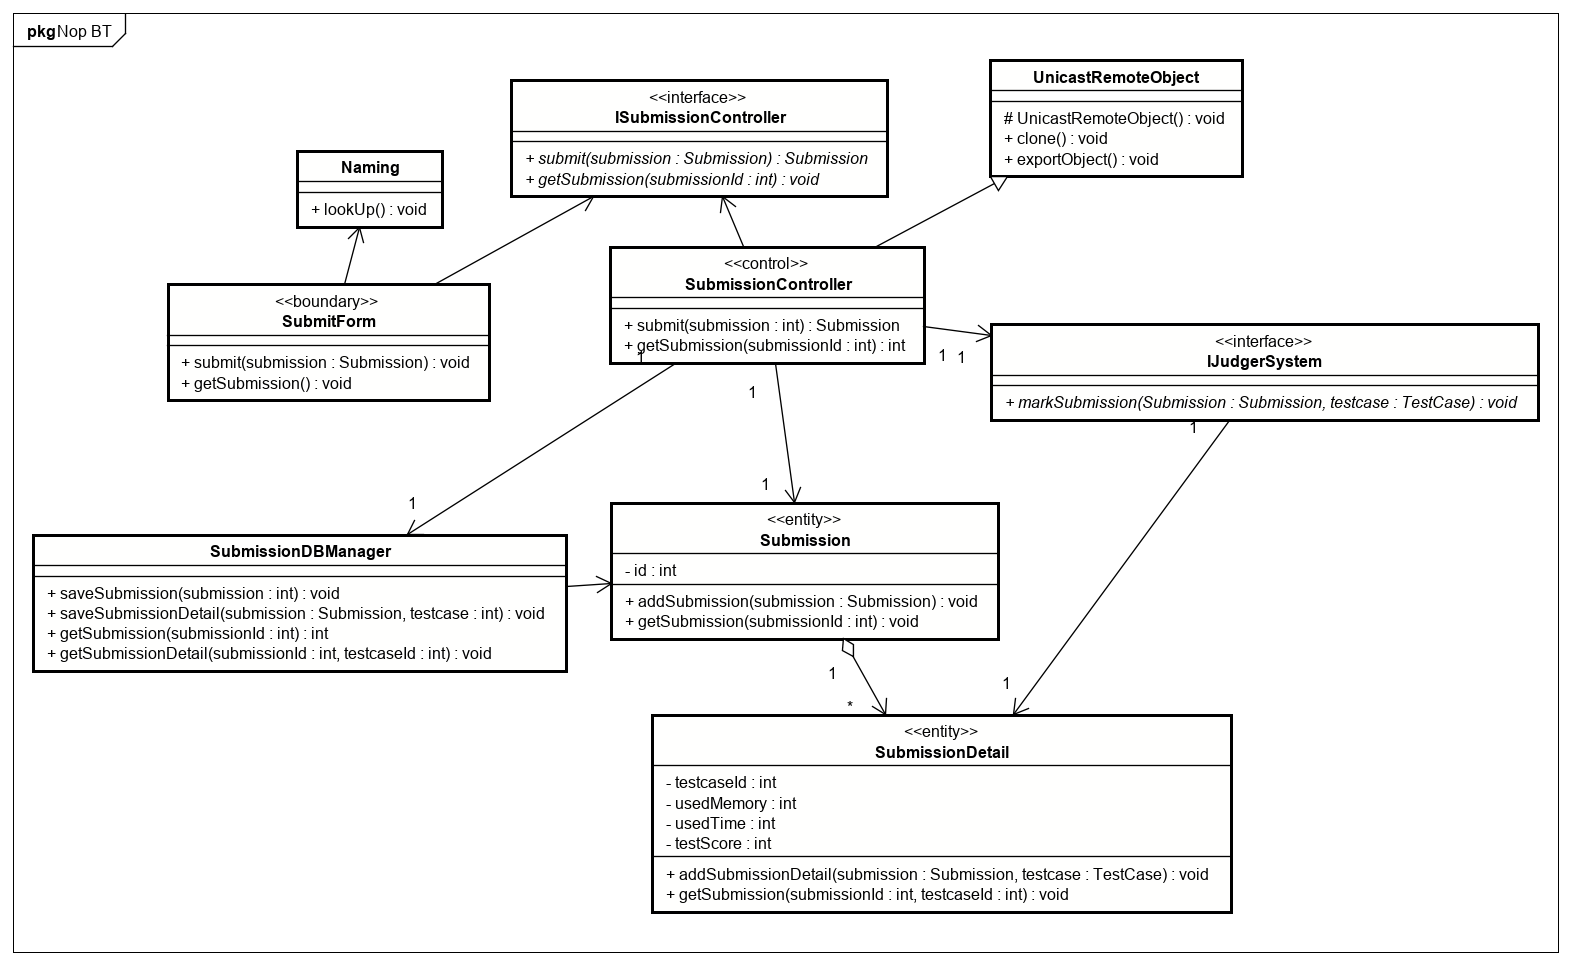 pkg Nop BT
UnicastRemoteObject
# UnicastRemoteObject() : void
+ clone() : void
+ exportObject() : void
<<interface>>
ISubmissionController
+ submit(submission : Submission) : Submission
+ getSubmission(submissionId : int) : void
Naming
+ lookUp() : void
<<control>>
SubmissionController
+ submit(submission : int) : Submission
+ getSubmission(submissionId : int) : int
<<boundary>>
SubmitForm
+ submit(submission : Submission) : void
+ getSubmission() : void
<<interface>>
IJudgerSystem
+ markSubmission(Submission : Submission, testcase : TestCase) : void
1
1
1
1
1
1
1
<<entity>>
Submission
- id : int
+ addSubmission(submission : Submission) : void
+ getSubmission(submissionId : int) : void
SubmissionDBManager
+ saveSubmission(submission : int) : void
+ saveSubmissionDetail(submission : Submission, testcase : int) : void
+ getSubmission(submissionId : int) : int
+ getSubmissionDetail(submissionId : int, testcaseId : int) : void
1
1
*
<<entity>>
SubmissionDetail
- testcaseId : int
- usedMemory : int
- usedTime : int
- testScore : int
+ addSubmissionDetail(submission : Submission, testcase : TestCase) : void
+ getSubmission(submissionId : int, testcaseId : int) : void